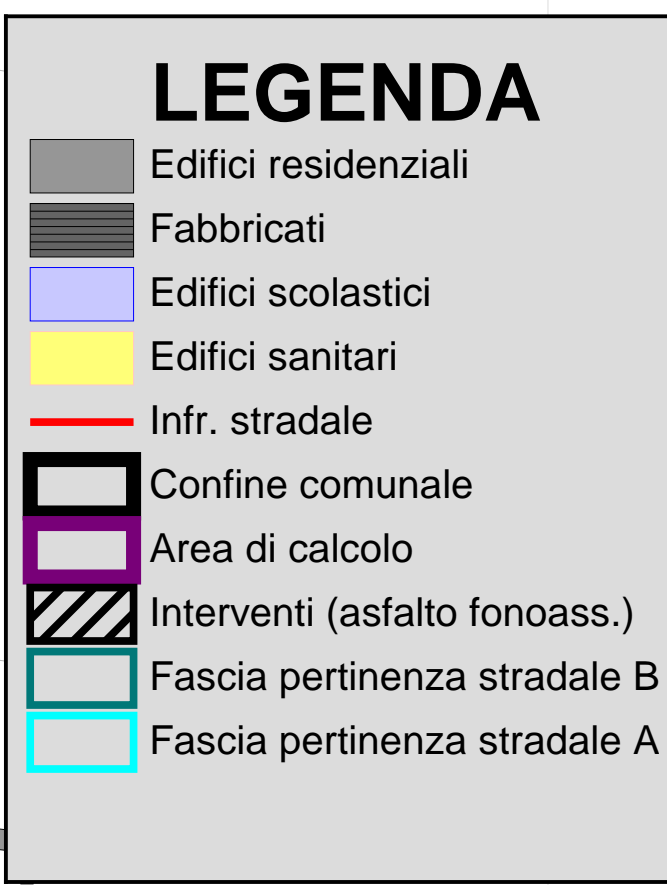 LEGENDA
Edifici residenziali
Fabbricati
Edifici scolastici
Edifici sanitari
Infr. stradale
Confine comunale
Area di calcolo
Interventi (asfalto fonoass.)
Fascia pertinenza stradale B
Fascia pertinenza stradale A